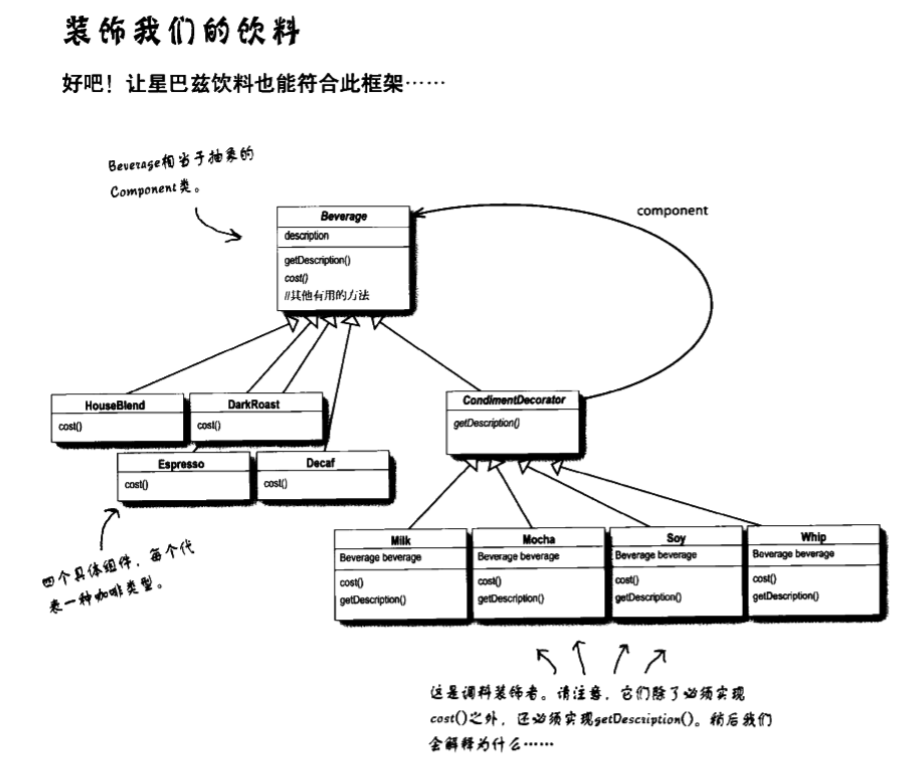 装饰我们的饮料
好吧！让星巴兹饮料也能符合此框架……
Beverage相当于抽象的
Component类。
component
Beverage
description
getDescription()
cost()
//其他有用的方法
HouseBlend
cost()
DarkRoast
cost()
CondimentDecorator
getDescription()
Espresso
cost()
Decaf
cost()
四个具体组件，每个代
表一种咖啡类型。
Milk
Beverage beverage
cost()
getDescription()
Mocha
Beverage beverage
cost()
getDescription()
Soy
Beverage beverage
cost()
getDescription()
Whip
Beverage beverage
cost()
getDescription()
这是调料装饰者。请注意，它们除了必须实现
cost()之外，还必须实现getDescription()。稍后我们
会解释为什么……